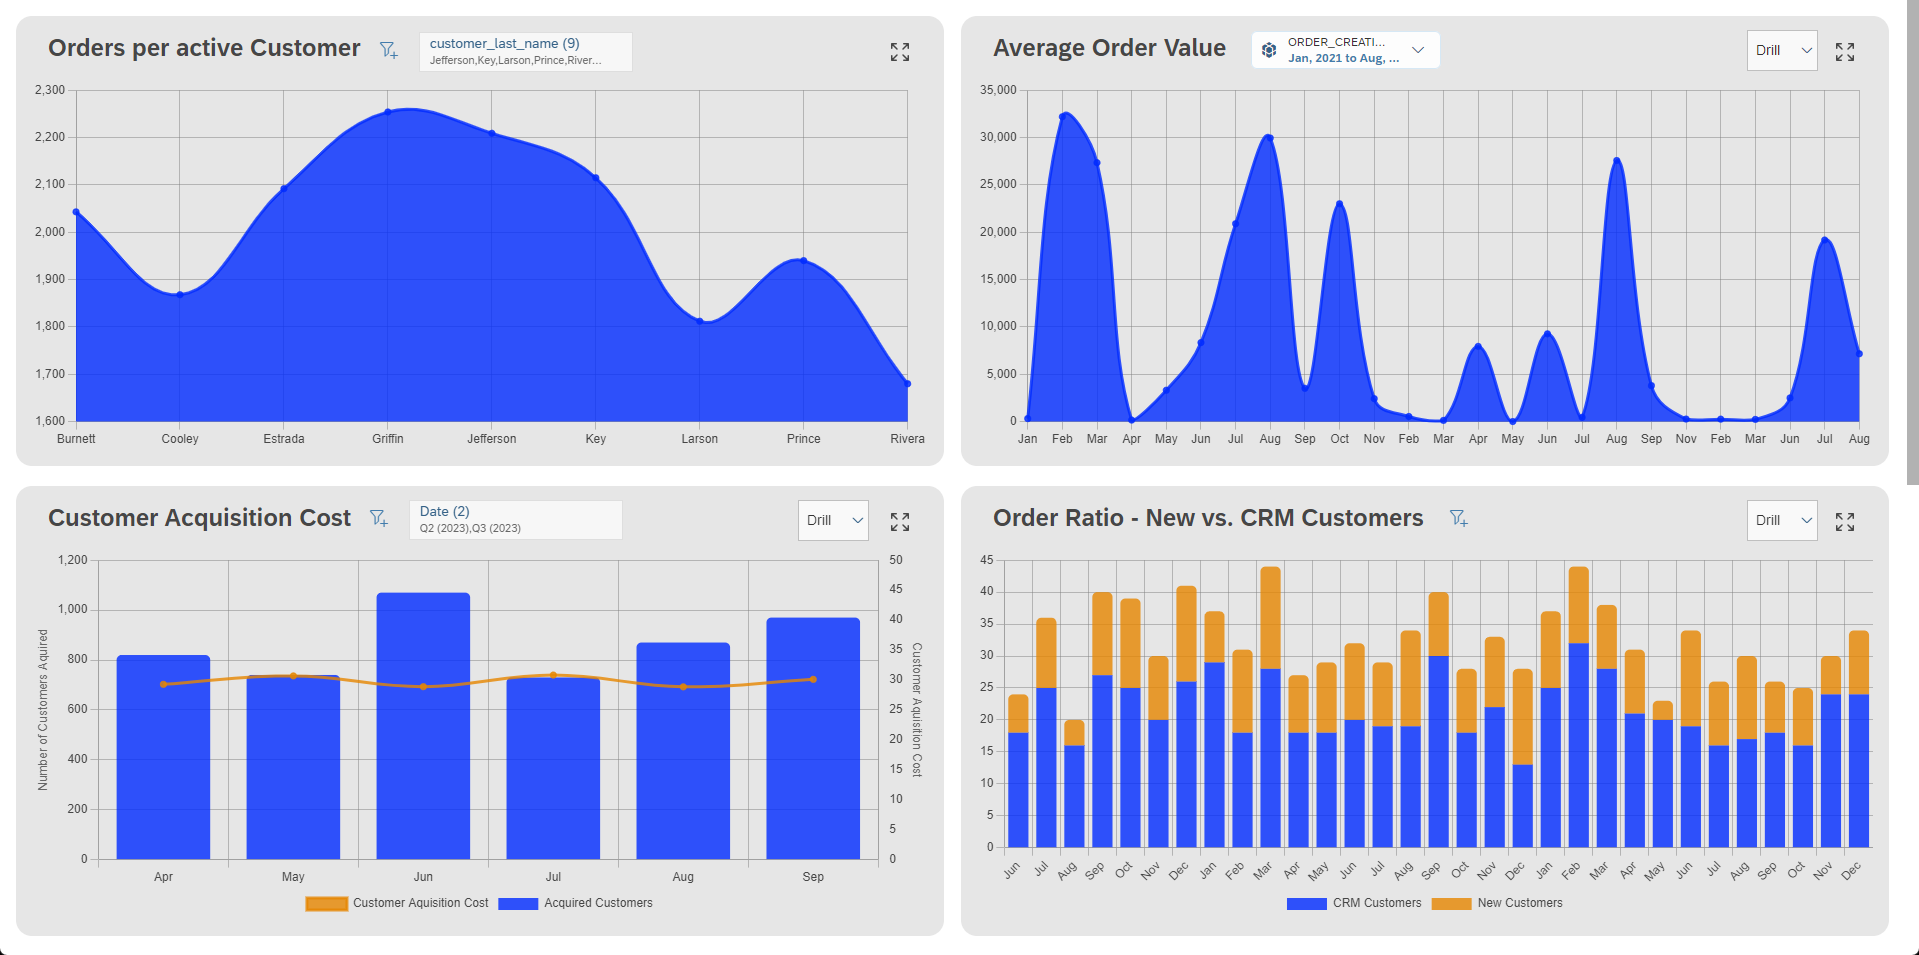 Orders per active Customer
customer_last_name (9)
Jefferson,Key,Larson,Prince,River...
2,300
2,200
2,100
2,000
1,900
1,800
1,700
1,600
Burnett Cooley Estrada Griffin Jefferson Key Larson Prince Rivera
Average Order Value
ORDER_CREATI...
Jan, 2021 to Aug, ...
Drill
35,000
30,000
25,000
20,000
15,000
10,000
5,000
0
Jan Feb Mar Apr May Jun Jul Aug Sep Oct Nov Feb Mar Apr May Jun Jul Aug Sep Nov Feb Mar Jun Jul Aug
Customer Acquisition Cost
Date (2)
Q2 (2023),Q3 (2023)
Drill
Number of Customers Aquired
1,200
1,000
800
600
400
200
0
50
45
40
35
30
25
20
15
10
5
0
Customer Aquisition Cost
Apr May Jun Jul Aug Sep
Customer Aquisition Cost Acquired Customers
Order Ratio - New vs. CRM Customers
Drill
45
40
35
30
25
20
15
10
5
0
Jun Jul Aug Sep Oct Nov Dec Jan Feb Mar Apr May Jun Jul Aug Sep Oct Nov Dec Jan Feb Mar Apr May Jun Jul Aug Sep Oct Nov Dec
CRM Customers New Customers